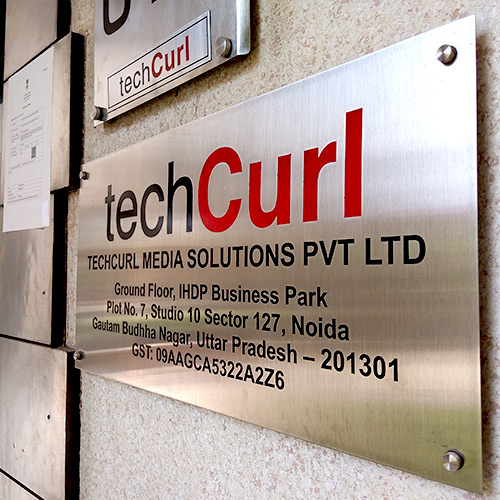 techCurl
techCurl
TECHCURL MEDIA SOLUTIONS PVT LTD
Ground Floor, IHDP Business Park
Plot No. 7, Studio 10 Sector 127, Noida
Gautam Budhha Nagar, Uttar Pradesh – 201301
GST: 09AAGCA5322A2Z6